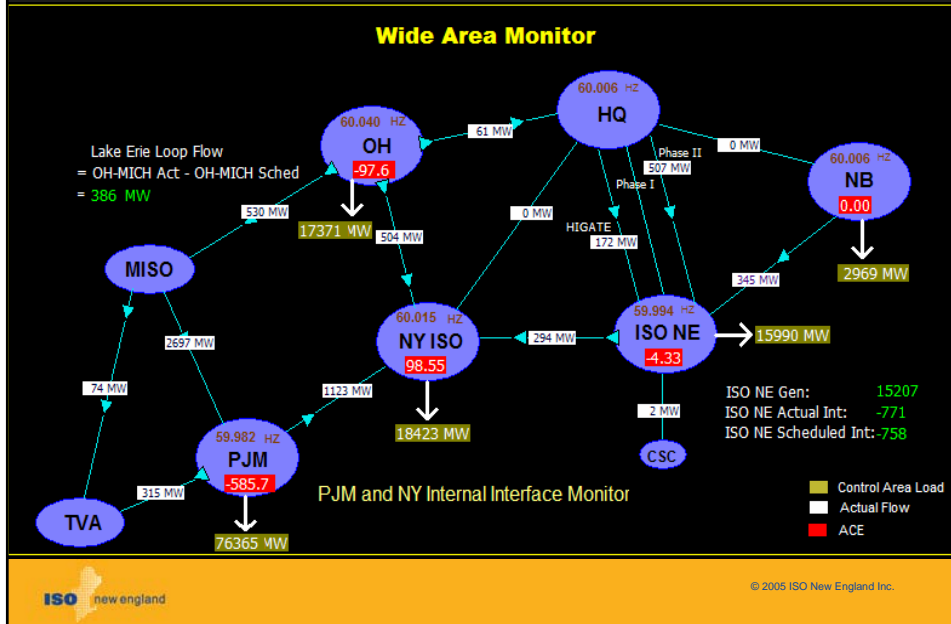 Wide Area Monitor
60.006 HZ
HQ
60.040 HZ
OH
-97.6
61 MW
Phase II
507 MW
Phase I
0 MW
60.006 HZ
NB
0.00
Lake Erie Loop Flow
= OH-MICH Act - OH-MICH Sched
= 386 MW
530 MW
17371 MW
504 MW
0 MW
HIGATE
172 MW
2969 MW
345 MW
MISO
60.015 HZ
NY ISO
98.55
294 MW
59.994 HZ
ISO NE
-4.33
15990 MW
2697 MW
74 MW
1123 MW
18423 MW
2 MW
CSC
ISO NE Gen: 15207
ISO NE Actual Int: -771
ISO NE Scheduled Int: -758
59.982 HZ
PJM
-585.7
315 MW
TVA
76365 MW
PJM and NY Internal Interface Monitor
Control Area Load
Actual Flow
ACE
ISO new england
© 2005 ISO New England Inc.